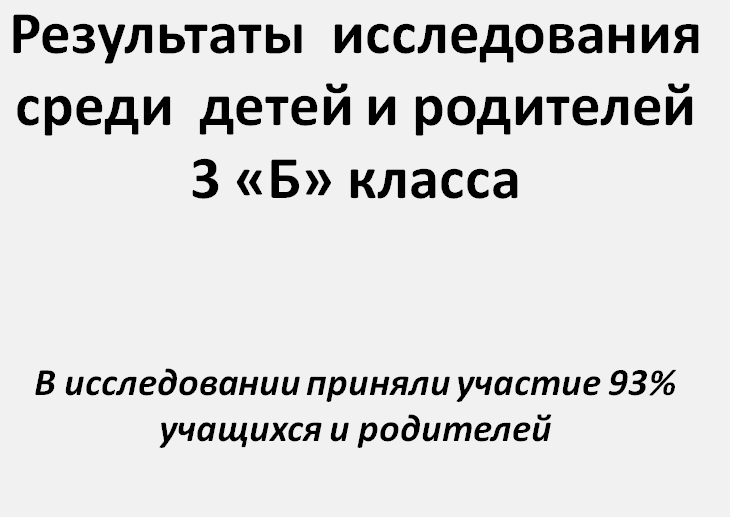 Результаты исследования
среди детей и родителей
3 «Б» класса
В исследовании приняли участие 93%
учащихся и родителей